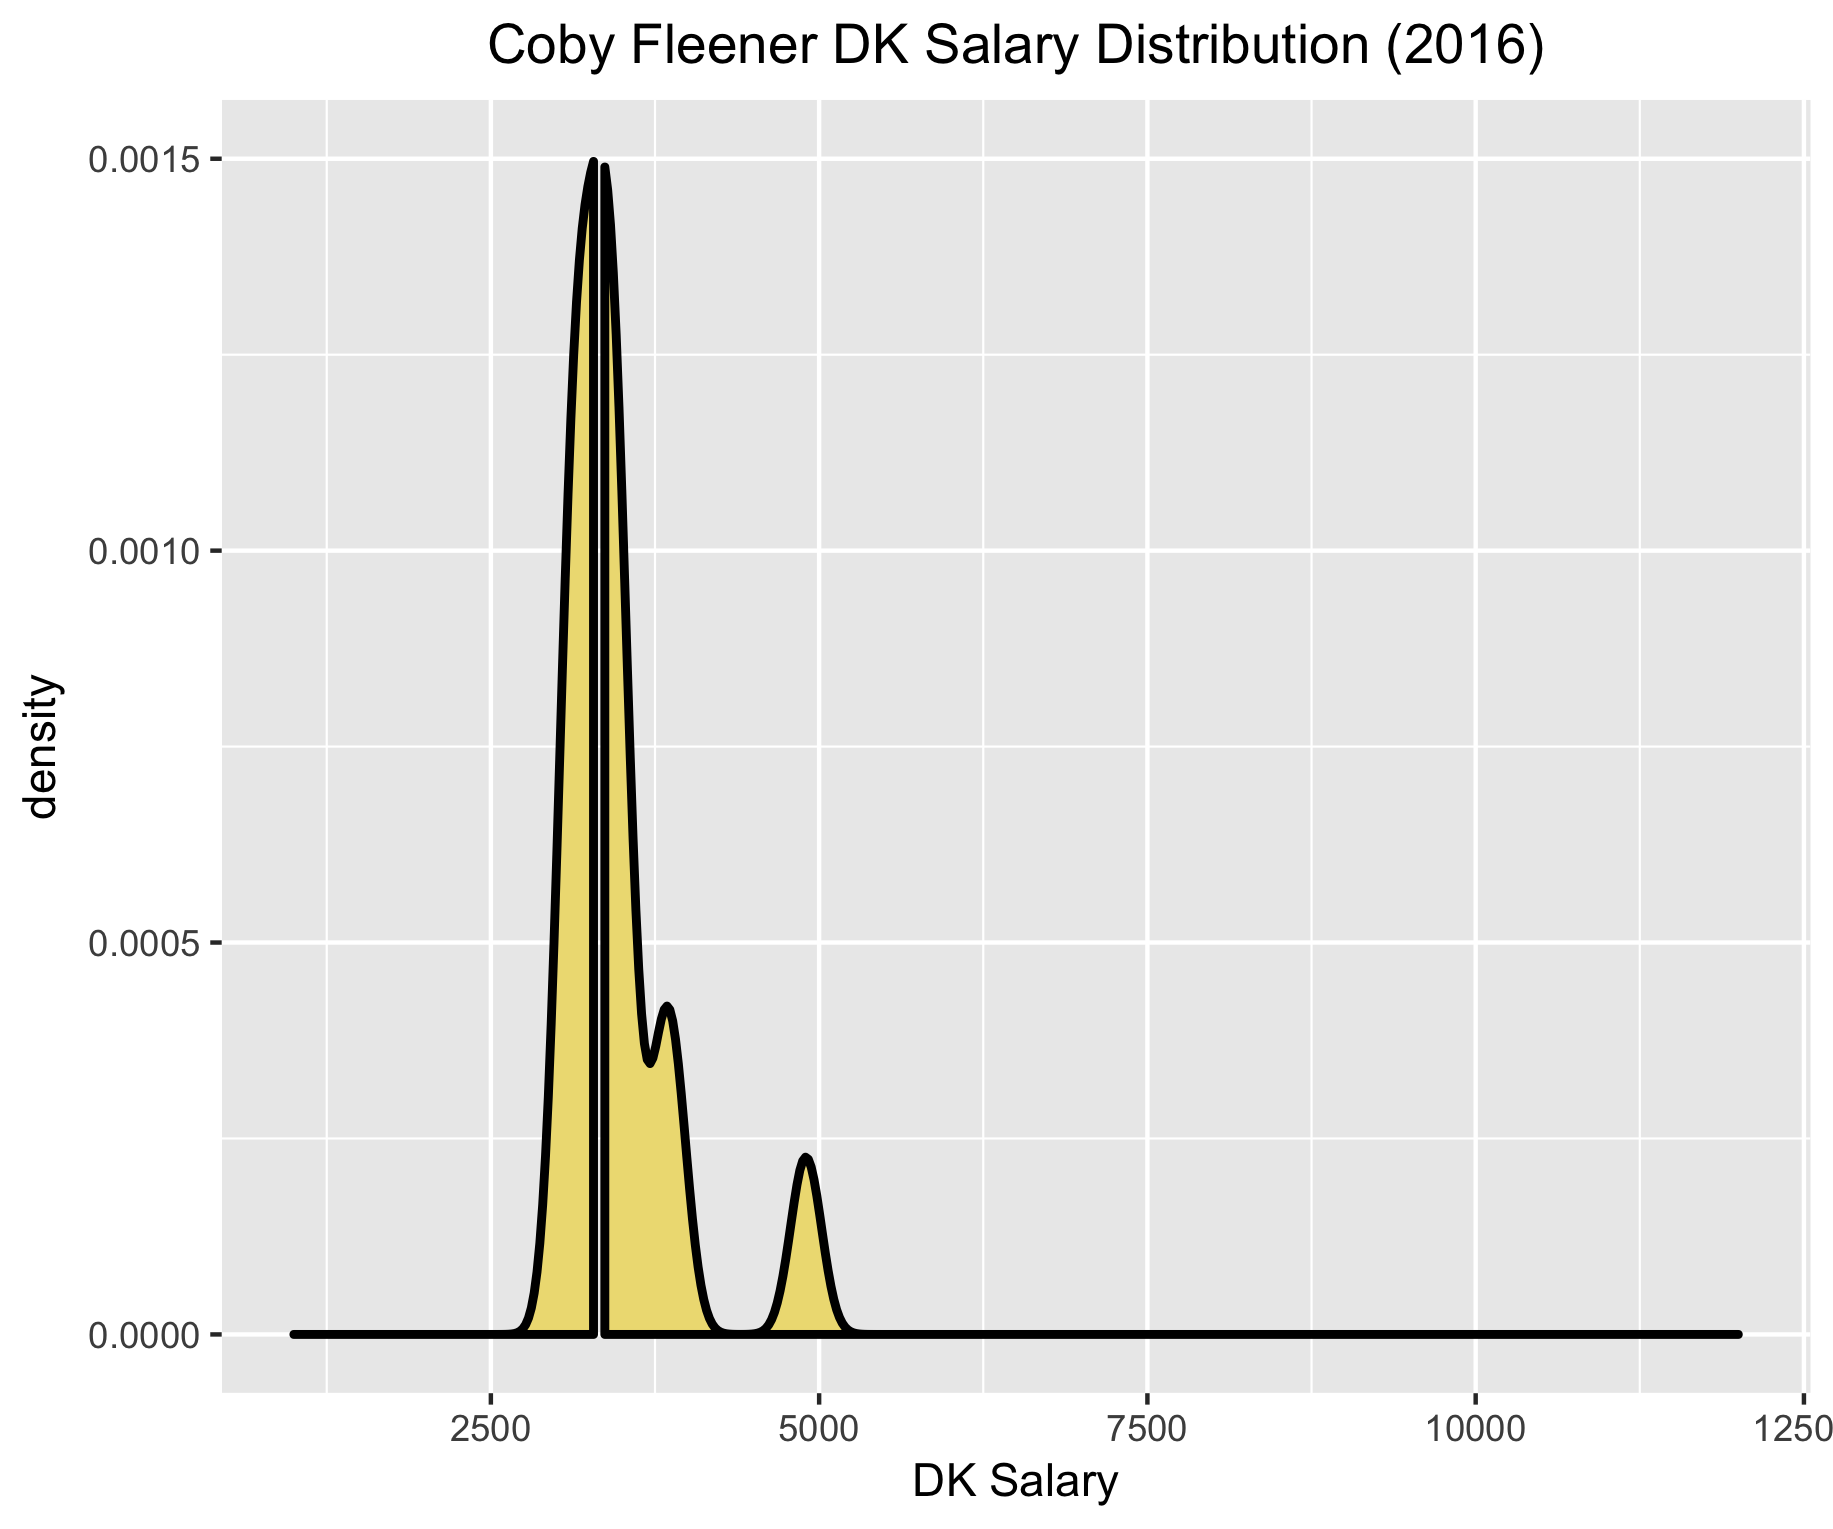 Coby Fleener DK Salary Distribution (2016)
0.0015
0.0010
0.0005
0.0000
density
2500 5000 7500 10000 1250
DK Salary